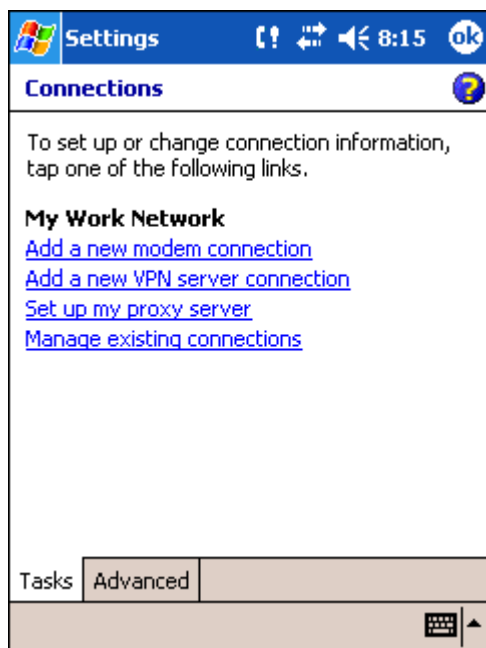 Settings 8:15 ok
Connections ?
To set up or change connection information,
tap one of the following links.
My Work Network
Add a new modem connection
Add a new VPN server connection
Set up my proxy server
Manage existing connections
Tasks Advanced